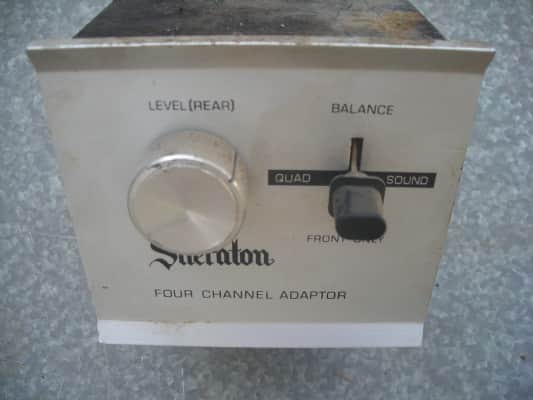 LEVEL(REAR)
BALANCE
QUAD SOUND
FRONT ONLY
Sheraton
FOUR CHANNEL ADAPTOR